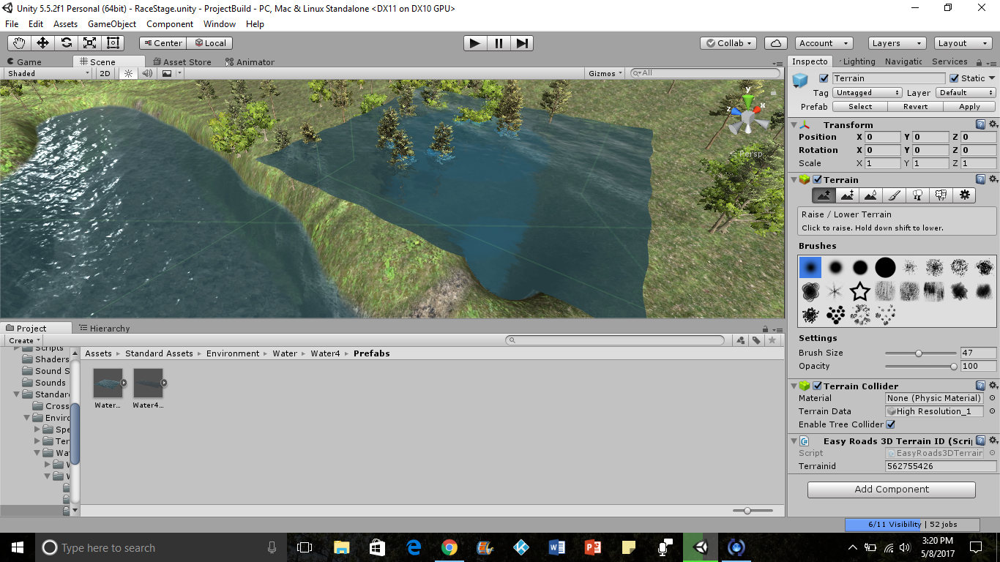 Unity 5.5.2f1 Personal (64bit) - RaceStage.unity - ProjectBuild - PC, Mac & Linux Standalone <DX11 on DX10 GPU>
File Edit Assets GameObject Component Window Help
Center Local Collab Account Layers Layout
Game Scene Asset Store Animator
Shaded 2D Gizmos All
y
z x
Persp
Inspecto Lighting Navigatic Services
Terrain Static
Tag Untagged Layer Default
Prefab Select Revert Apply
Transform
Position X 0 Y 0 Z 0
Rotation X 0 Y 0 Z 0
Scale X 1 Y 1 Z 1
Terrain
Raise / Lower Terrain
Click to raise. Hold down shift to lower.
Brushes
Settings
Brush Size 47
Opacity 100
Terrain Collider
Material None (Physic Material)
Terrain Data High Resolution_1
Enable Tree Collider
Easy Roads 3D Terrain ID (Scrip
Script EasyRoads3DTerrain
Terrainid 562755426
Add Component
Project Hierarchy
Create
Scripts
Shaders
Sound S
Sounds
Standar
Cross
Enviro
Spe
Ter
Wat
Assets Standard Assets Environment Water Water4 Prefabs
Water... Water4...
6/11 Visibility | 52 jobs
Type here to search
3:20 PM
5/8/2017